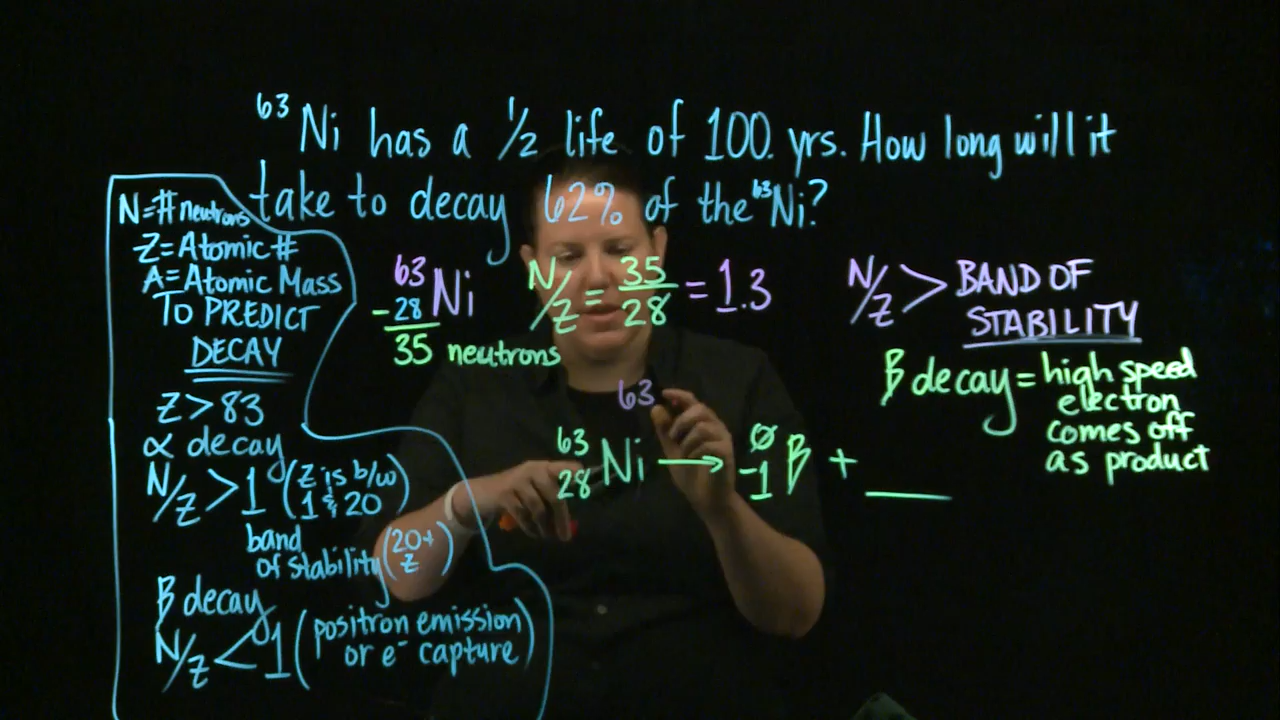 ⁶³Ni has a ½ life of 100. yrs. How long will it
take to decay 62% of the ⁶³Ni?
N=# neutrons
Z=Atomic #
A=Atomic Mass
TO PREDICT
DECAY
Z > 83
∝ decay
N/Z > 1 (Z is b/w 1 & 20)
band of stability (20+ Z)
β decay
N/Z < 1 (positron emission or e⁻ capture)
63 Ni
-28
35 neutrons
N/Z = 35/28 = 1.3
N/Z > BAND OF
STABILITY
β decay = high speed
electron
comes off
as product
63
63 28 Ni → 0 -1 β + ___